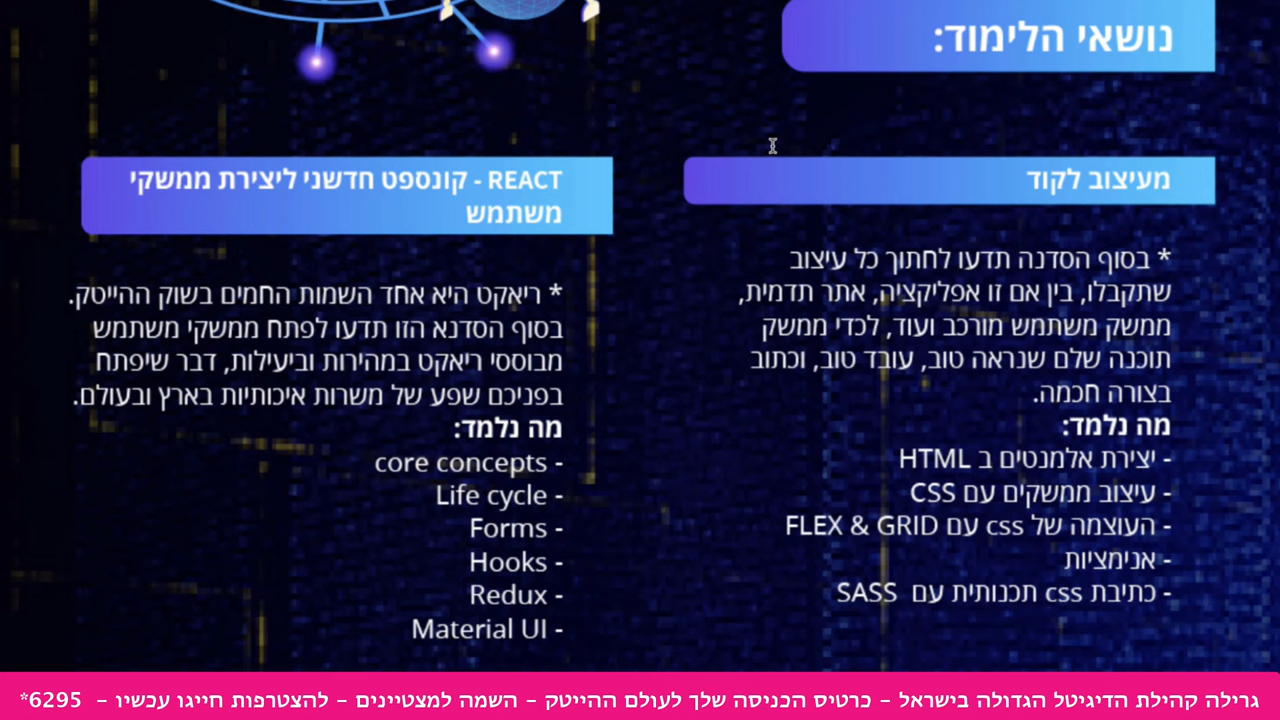 נושאי הלימוד:
מעיצוב לקוד
* בסוף הסדנה תדעו לחתוך כל עיצוב
שתקבלו, בין אם זו אפליקציה, אתר תדמית,
ממשק משתמש מורכב ועוד, לכדי ממשק
תוכנה שלם שנראה טוב, עובד טוב, וכתוב
בצורה חכמה.
מה נלמד:
- יצירת אלמנטים ב HTML
- עיצוב ממשקים עם CSS
- העוצמה של css עם FLEX & GRID
- אנימציות
- כתיבת css תכנותית עם SASS
REACT - קונספט חדשני ליצירת ממשקי
משתמש
* ריאקט היא אחד השמות החמים בשוק ההייטק.
בסוף הסדנא הזו תדעו לפתח ממשקי משתמש
מבוססי ריאקט במהירות וביעילות, דבר שיפתח
בפניכם שפע של משרות איכותיות בארץ ובעולם.
מה נלמד:
- core concepts
- Life cycle
- Forms
- Hooks
- Redux
- Material UI
גרילה קהילת הדיגיטל הגדולה בישראל - כרטיס הכניסה שלך לעולם ההייטק - השמה למצטיינים - להצטרפות חייגו עכשיו - 6295*